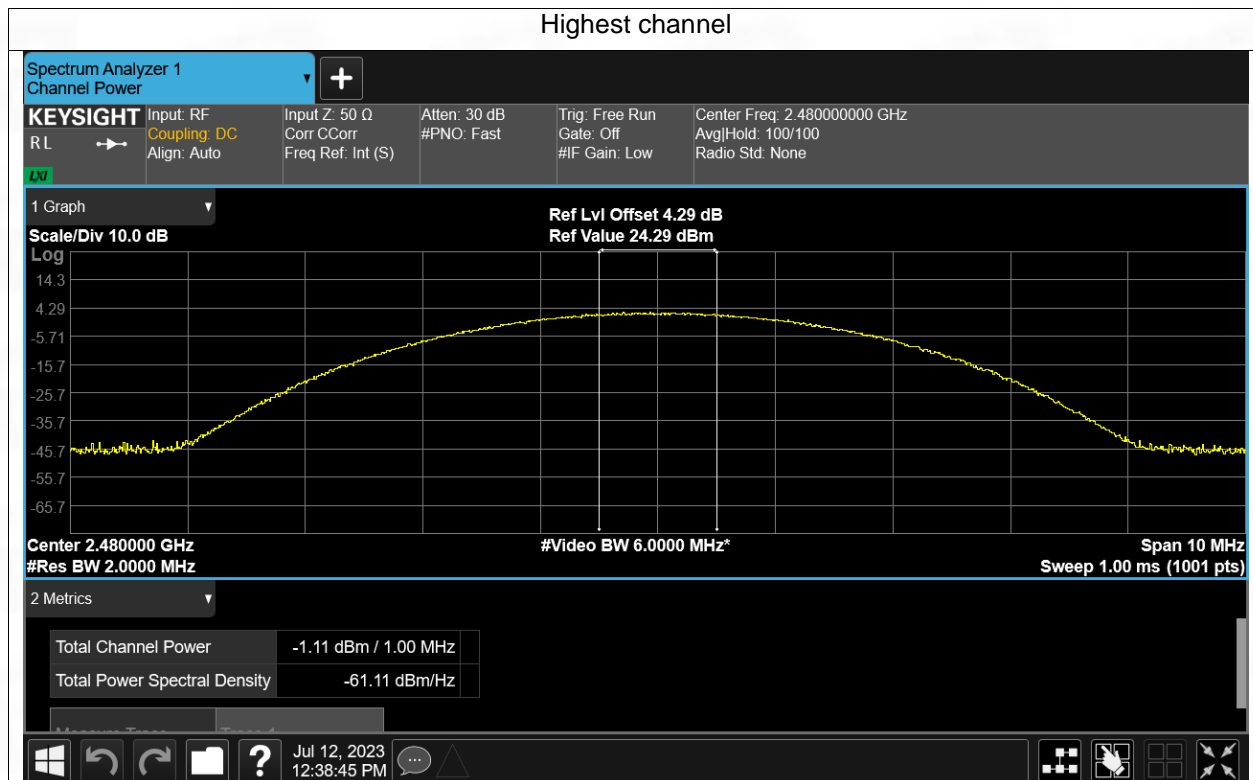 Highest channel
Spectrum Analyzer 1
Channel Power
KEYSIGHT
R L
LXI
Input: RF
Coupling: DC
Align: Auto
Input Z: 50 Ω
Corr CCorr
Freq Ref: Int (S)
Atten: 30 dB
#PNO: Fast
Trig: Free Run
Gate: Off
#IF Gain: Low
Center Freq: 2.480000000 GHz
Avg|Hold: 100/100
Radio Std: None
1 Graph
Ref Lvl Offset 4.29 dB
Scale/Div 10.0 dB
Ref Value 24.29 dBm
Log
14.3
4.29
-5.71
-15.7
-25.7
-35.7
-45.7
-55.7
-65.7
Center 2.480000 GHz
#Video BW 6.0000 MHz*
Span 10 MHz
#Res BW 2.0000 MHz
Sweep 1.00 ms (1001 pts)
2 Metrics
Total Channel Power -1.11 dBm / 1.00 MHz
Total Power Spectral Density -61.11 dBm/Hz
Measure Trace Trace 1
?
Jul 12, 2023
12:38:45 PM